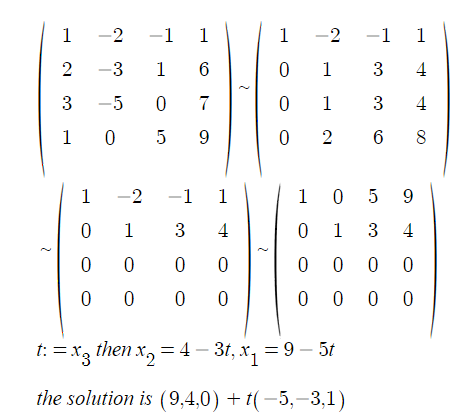 1 −2 −1 1 1 −2 −1 1
2 −3 1 6 0 1 3 4
3 −5 0 7 ~ 0 1 3 4
1 0 5 9 0 2 6 8
1 −2 −1 1 1 0 5 9
0 1 3 4 0 1 3 4
~ 0 0 0 0 ~ 0 0 0 0
0 0 0 0 0 0 0 0
t: = x₃ then x₂ = 4 − 3t, x₁ = 9 − 5t
the solution is (9,4,0) + t(−5,−3,1)